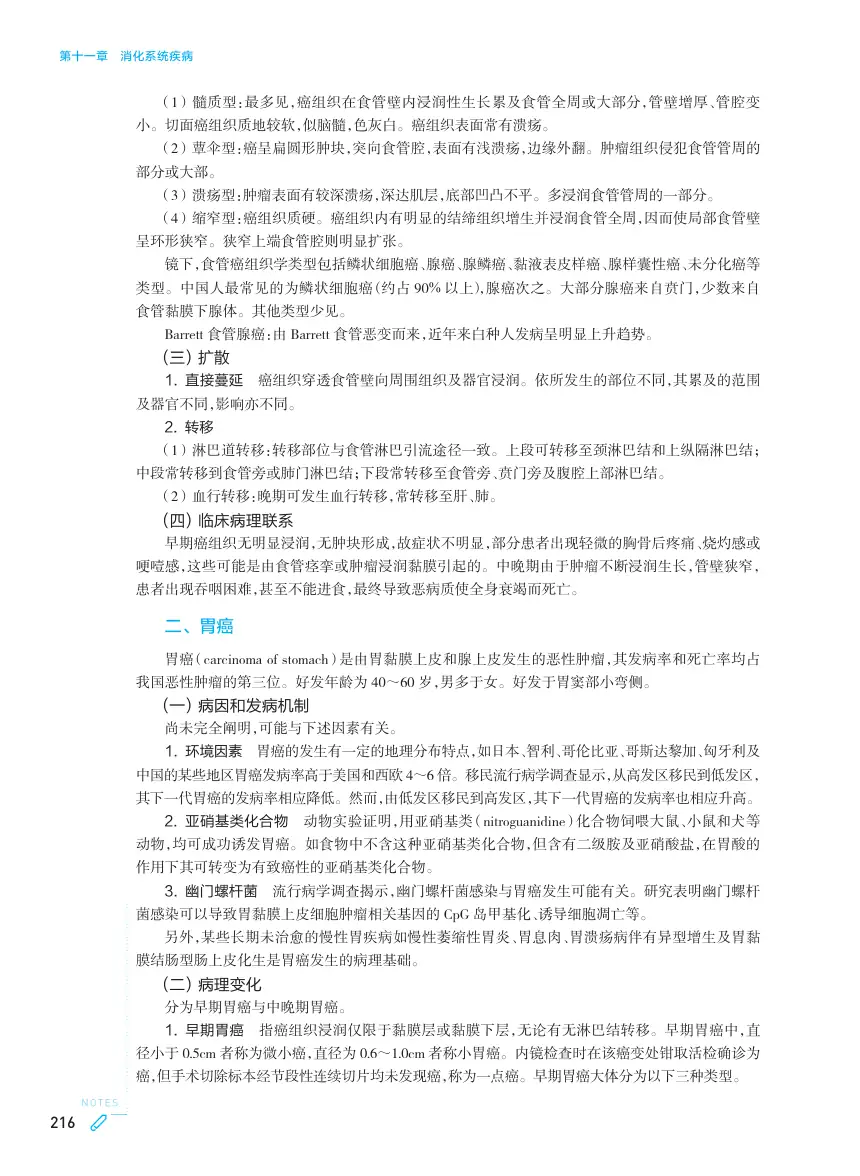 第十一章　消化系统疾病
（1）髓质型:最多见,癌组织在食管壁内浸润性生长累及食管全周或大部分,管壁增厚、管腔变
小。切面癌组织质地较软,似脑髓,色灰白。癌组织表面常有溃疡。
（2）蕈伞型:癌呈扁圆形肿块,突向食管腔,表面有浅溃疡,边缘外翻。肿瘤组织侵犯食管管周的
部分或大部。
（3）溃疡型:肿瘤表面有较深溃疡,深达肌层,底部凹凸不平。多浸润食管管周的一部分。
（4）缩窄型:癌组织质硬。癌组织内有明显的结缔组织增生并浸润食管全周,因而使局部食管壁
呈环形狭窄。狭窄上端食管腔则明显扩张。
镜下,食管癌组织学类型包括鳞状细胞癌、腺癌、腺鳞癌、黏液表皮样癌、腺样囊性癌、未分化癌等
类型。中国人最常见的为鳞状细胞癌（约占 90% 以上）,腺癌次之。大部分腺癌来自贲门,少数来自
食管黏膜下腺体。其他类型少见。
Barrett 食管腺癌:由 Barrett 食管恶变而来,近年来白种人发病呈明显上升趋势。
（三）扩散
1. 直接蔓延　癌组织穿透食管壁向周围组织及器官浸润。依所发生的部位不同,其累及的范围
及器官不同,影响亦不同。
2. 转移
（1）淋巴道转移:转移部位与食管淋巴引流途径一致。上段可转移至颈淋巴结和上纵隔淋巴结;
中段常转移到食管旁或肺门淋巴结;下段常转移至食管旁、贲门旁及腹腔上部淋巴结。
（2）血行转移:晚期可发生血行转移,常转移至肝、肺。
（四）临床病理联系
早期癌组织无明显浸润,无肿块形成,故症状不明显,部分患者出现轻微的胸骨后疼痛、烧灼感或
哽噎感,这些可能是由食管痉挛或肿瘤浸润黏膜引起的。中晚期由于肿瘤不断浸润生长,管壁狭窄,
患者出现吞咽困难,甚至不能进食,最终导致恶病质使全身衰竭而死亡。
二、胃癌
胃癌（carcinoma of stomach）是由胃黏膜上皮和腺上皮发生的恶性肿瘤,其发病率和死亡率均占
我国恶性肿瘤的第三位。好发年龄为 40～60 岁,男多于女。好发于胃窦部小弯侧。
（一）病因和发病机制
尚未完全阐明,可能与下述因素有关。
1. 环境因素　胃癌的发生有一定的地理分布特点,如日本、智利、哥伦比亚、哥斯达黎加、匈牙利及
中国的某些地区胃癌发病率高于美国和西欧 4～6 倍。移民流行病学调查显示,从高发区移民到低发区,
其下一代胃癌的发病率相应降低。然而,由低发区移民到高发区,其下一代胃癌的发病率也相应升高。
2. 亚硝基类化合物　动物实验证明,用亚硝基类（nitroguanidine）化合物饲喂大鼠、小鼠和犬等
动物,均可成功诱发胃癌。如食物中不含这种亚硝基类化合物,但含有二级胺及亚硝酸盐,在胃酸的
作用下其可转变为有致癌性的亚硝基类化合物。
3. 幽门螺杆菌　流行病学调查揭示,幽门螺杆菌感染与胃癌发生可能有关。研究表明幽门螺杆
菌感染可以导致胃黏膜上皮细胞肿瘤相关基因的 CpG 岛甲基化、诱导细胞凋亡等。
另外,某些长期未治愈的慢性胃疾病如慢性萎缩性胃炎、胃息肉、胃溃疡病伴有异型增生及胃黏
膜结肠型肠上皮化生是胃癌发生的病理基础。
（二）病理变化
分为早期胃癌与中晚期胃癌。
1. 早期胃癌　指癌组织浸润仅限于黏膜层或黏膜下层,无论有无淋巴结转移。早期胃癌中,直
径小于 0.5cm 者称为微小癌,直径为 0.6～1.0cm 者称小胃癌。内镜检查时在该癌变处钳取活检确诊为
癌,但手术切除标本经节段性连续切片均未发现癌,称为一点癌。早期胃癌大体分为以下三种类型。
NOTES
216